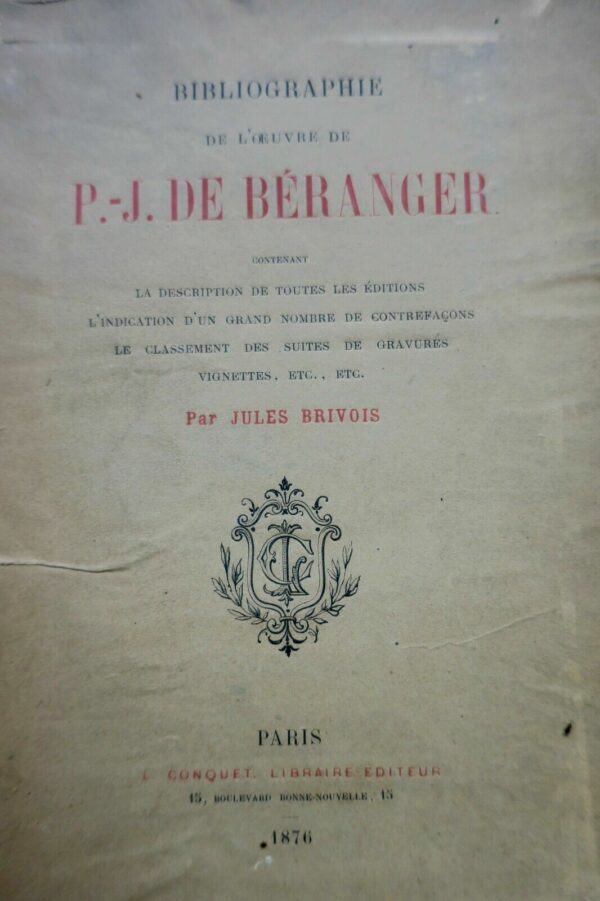 BIBLIOGRAPHIE
DE L'ŒUVRE DE
P.-J. DE BÉRANGER
CONTENANT
LA DESCRIPTION DE TOUTES LES ÉDITIONS
L'INDICATION D'UN GRAND NOMBRE DE CONTREFAÇONS
LE CLASSEMENT DES SUITES DE GRAVURES
VIGNETTES, ETC., ETC.
Par JULES BRIVOIS
PARIS
L. CONQUET, LIBRAIRE-ÉDITEUR
15, BOULEVARD BONNE-NOUVELLE, 15
1876